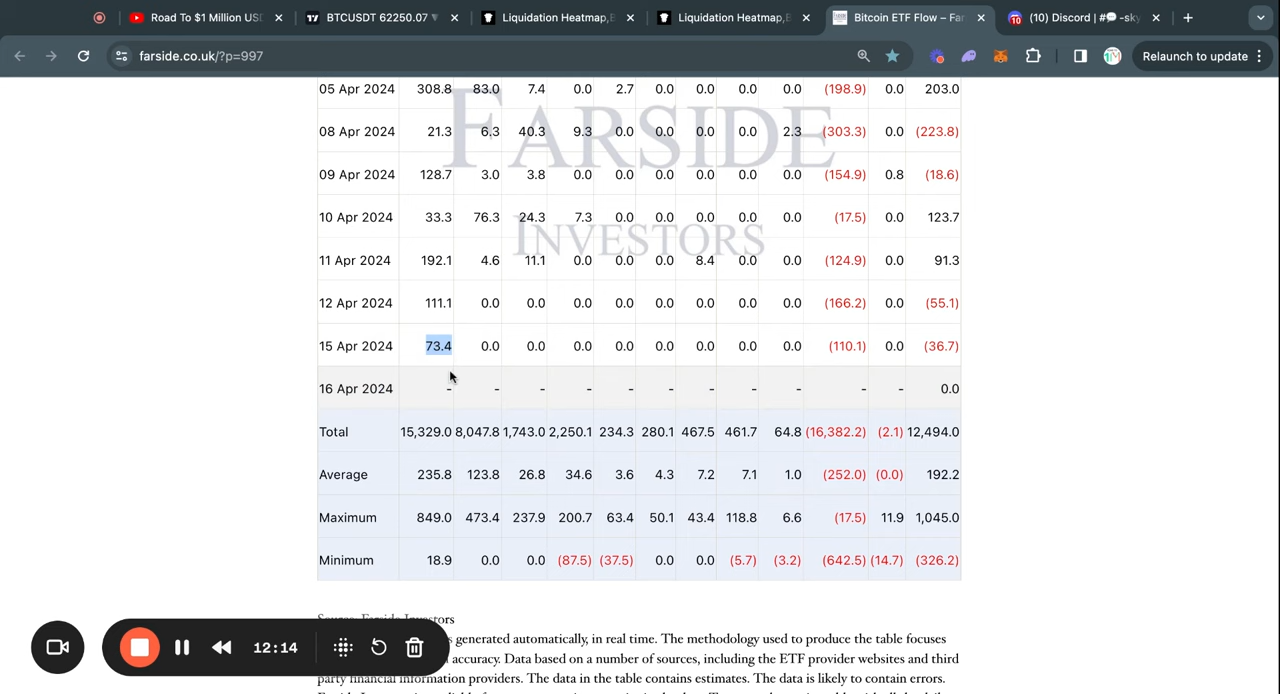 Road To $1 Million US
BTCUSDT 62250.07
Liquidation Heatmap,
Liquidation Heatmap,
Bitcoin ETF Flow – Far
(10) Discord | # -sky
farside.co.uk/?p=997
Relaunch to update
05 Apr 2024 308.8 83.0 7.4 0.0 2.7 0.0 0.0 0.0 0.0 (198.9) 0.0 203.0
FARSIDE
08 Apr 2024 21.3 6.3 40.3 9.3 0.0 0.0 0.0 0.0 2.3 (303.3) 0.0 (223.8)
09 Apr 2024 128.7 3.0 3.8 0.0 0.0 0.0 0.0 0.0 0.0 (154.9) 0.8 (18.6)
10 Apr 2024 33.3 76.3 24.3 7.3 0.0 0.0 0.0 0.0 0.0 (17.5) 0.0 123.7
INVESTORS
11 Apr 2024 192.1 4.6 11.1 0.0 0.0 0.0 8.4 0.0 0.0 (124.9) 0.0 91.3
12 Apr 2024 111.1 0.0 0.0 0.0 0.0 0.0 0.0 0.0 0.0 (166.2) 0.0 (55.1)
15 Apr 2024 73.4 0.0 0.0 0.0 0.0 0.0 0.0 0.0 0.0 (110.1) 0.0 (36.7)
16 Apr 2024 - - - - - - - - - - - 0.0
Total 15,329.0 8,047.8 1,743.0 2,250.1 234.3 280.1 467.5 461.7 64.8 (16,382.2) (2.1) 12,494.0
Average 235.8 123.8 26.8 34.6 3.6 4.3 7.2 7.1 1.0 (252.0) (0.0) 192.2
Maximum 849.0 473.4 237.9 200.7 63.4 50.1 43.4 118.8 6.6 (17.5) 11.9 1,045.0
Minimum 18.9 0.0 0.0 (87.5) (37.5) 0.0 0.0 (5.7) (3.2) (642.5) (14.7) (326.2)
Source: Farside Investors
generated automatically, in real time. The methodology used to produce the table focuses
accuracy. Data based on a number of sources, including the ETF provider websites and third
party financial information providers. The data in the table contains estimates. The data is likely to contain errors.
12:14